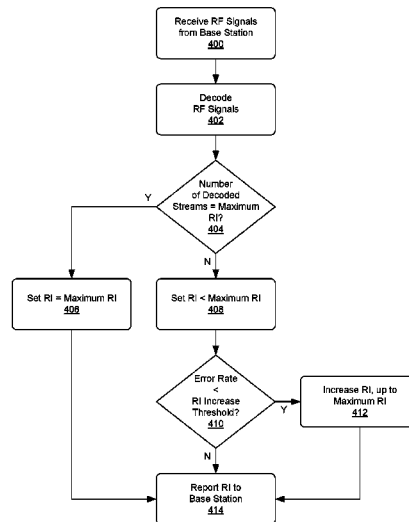 Receive RF Signals
from Base Station
400
Decode
RF Signals
402
Number
of Decoded
Streams = Maximum
RI?
404
Y
N
Set RI = Maximum RI
406
Set RI < Maximum RI
408
Error Rate
<
RI Increase
Threshold?
410
Y
N
Increase RI, up to
Maximum RI
412
Report RI to
Base Station
414